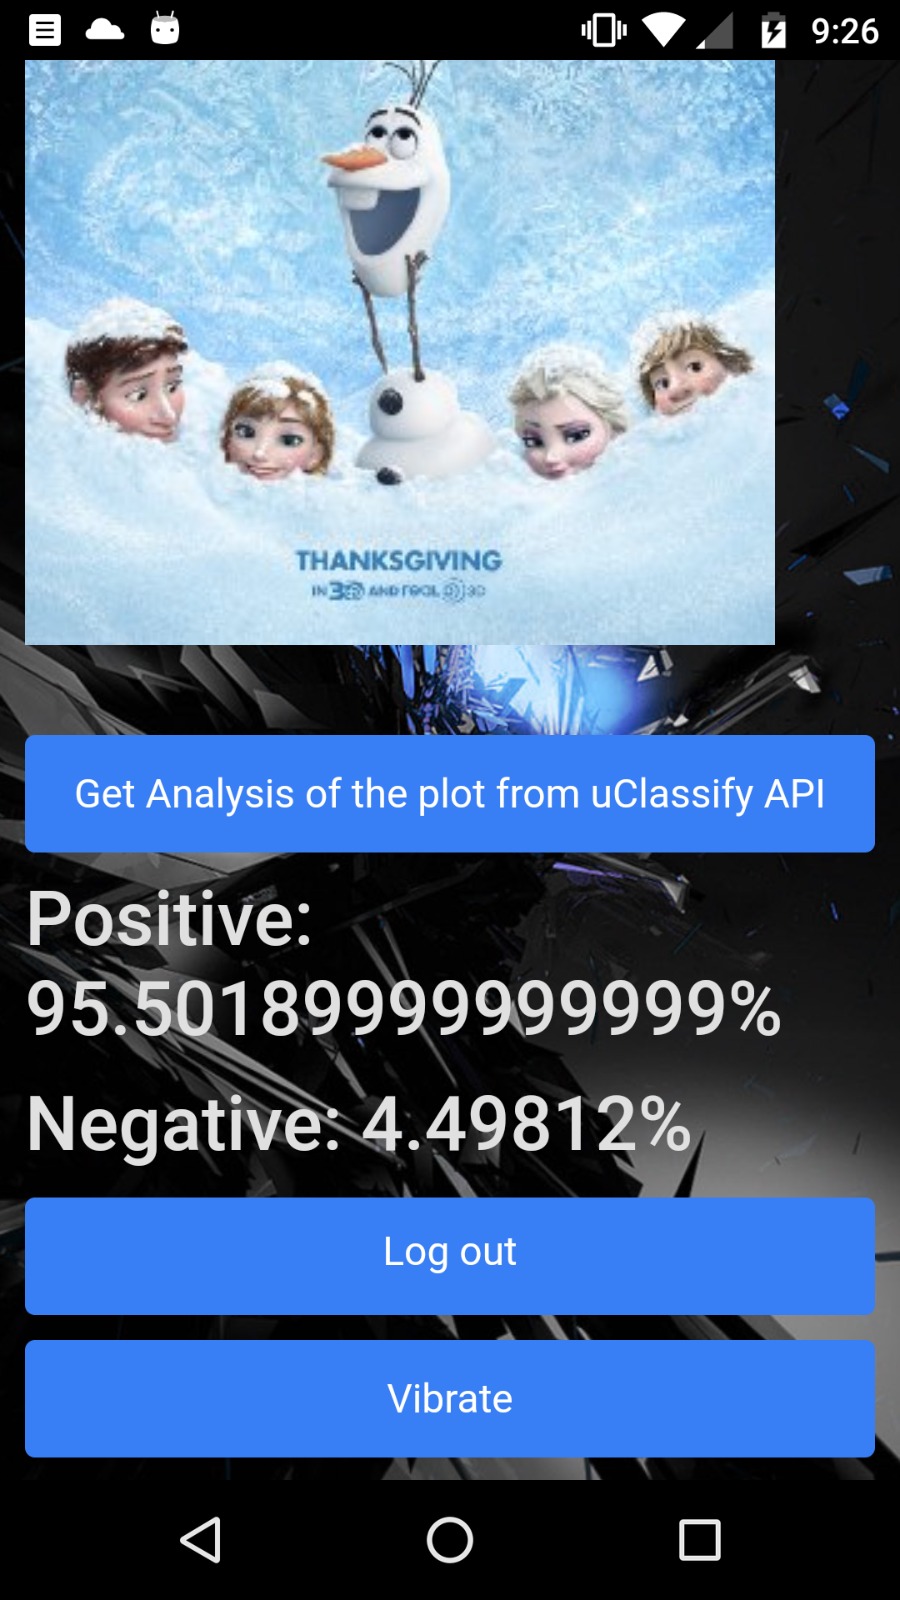 9:26
THANKSGIVING
IN 3D AND REAL D 3D
Get Analysis of the plot from uClassify API
Positive:
95.50189999999999%
Negative: 4.49812%
Log out
Vibrate